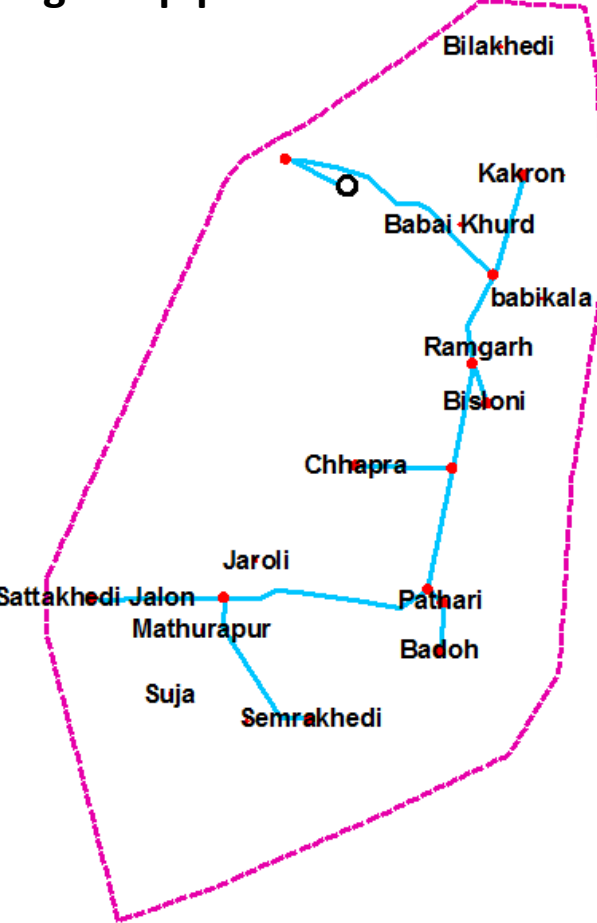 Bilakhedi
Kakron
Babai Khurd
babikala
Ramgarh
Bisloni
Chhapra
Jaroli
Sattakhedi Jalon
Pathari
Mathurapur
Badoh
Suja
Semrakhedi